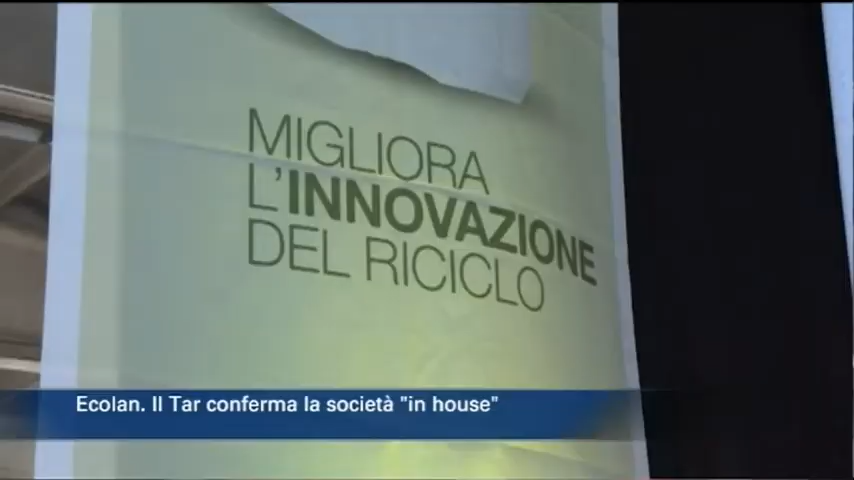 MIGLIORA
L'INNOVAZIONE
DEL RICICLO
Ecolan. Il Tar conferma la società "in house"